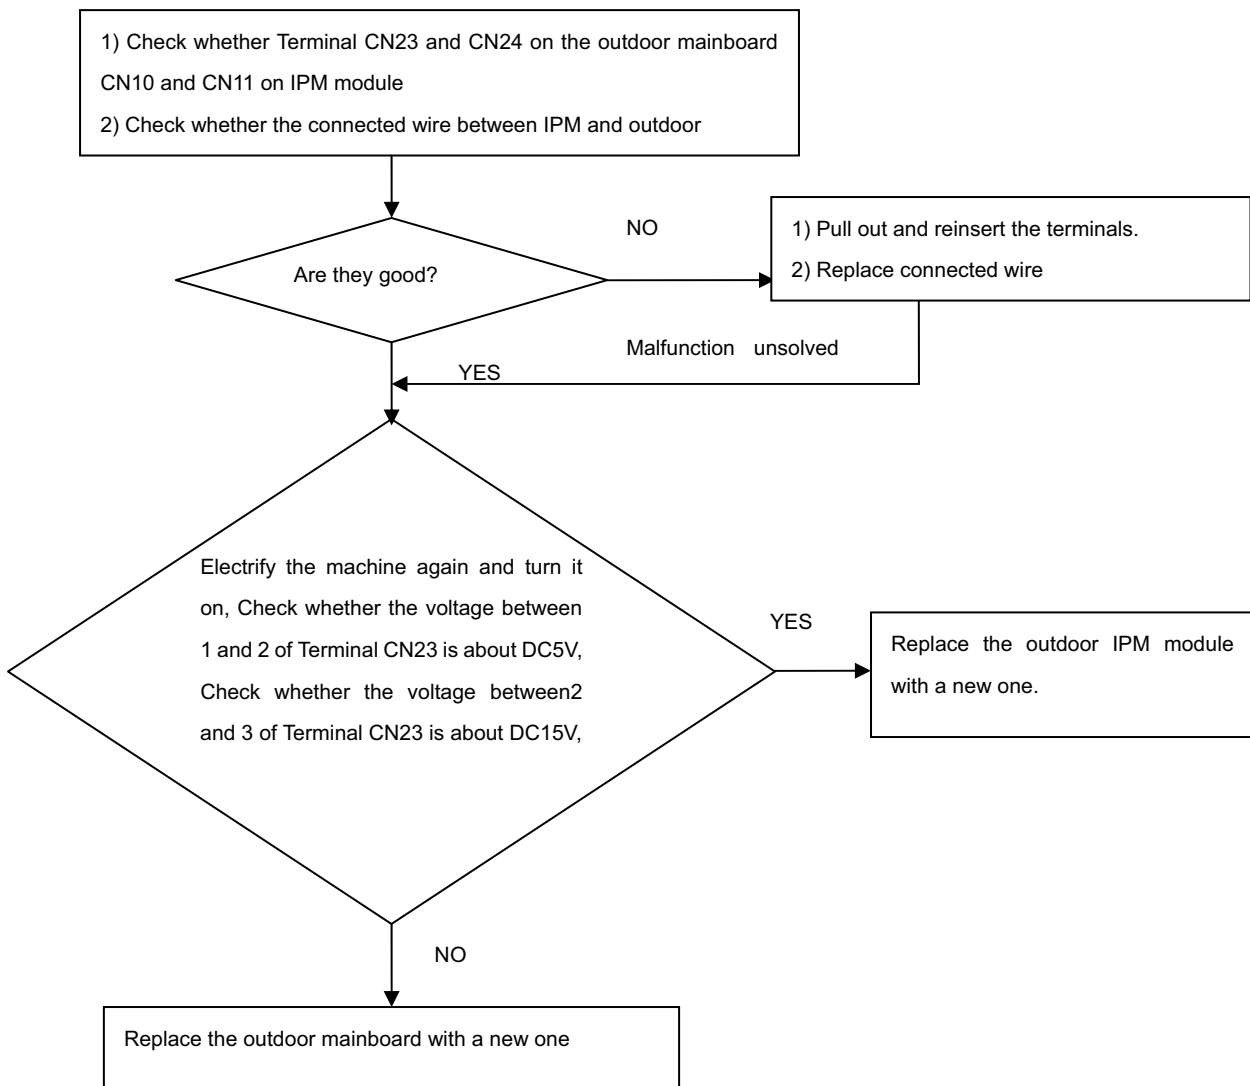 1) Check whether Terminal CN23 and CN24 on the outdoor mainboard
CN10 and CN11 on IPM module
2) Check whether the connected wire between IPM and outdoor
Are they good?
NO
1) Pull out and reinsert the terminals.
2) Replace connected wire
Malfunction unsolved
YES
Electrify the machine again and turn it
on, Check whether the voltage between
1 and 2 of Terminal CN23 is about DC5V,
Check whether the voltage between2
and 3 of Terminal CN23 is about DC15V,
YES
Replace the outdoor IPM module
with a new one.
NO
Replace the outdoor mainboard with a new one